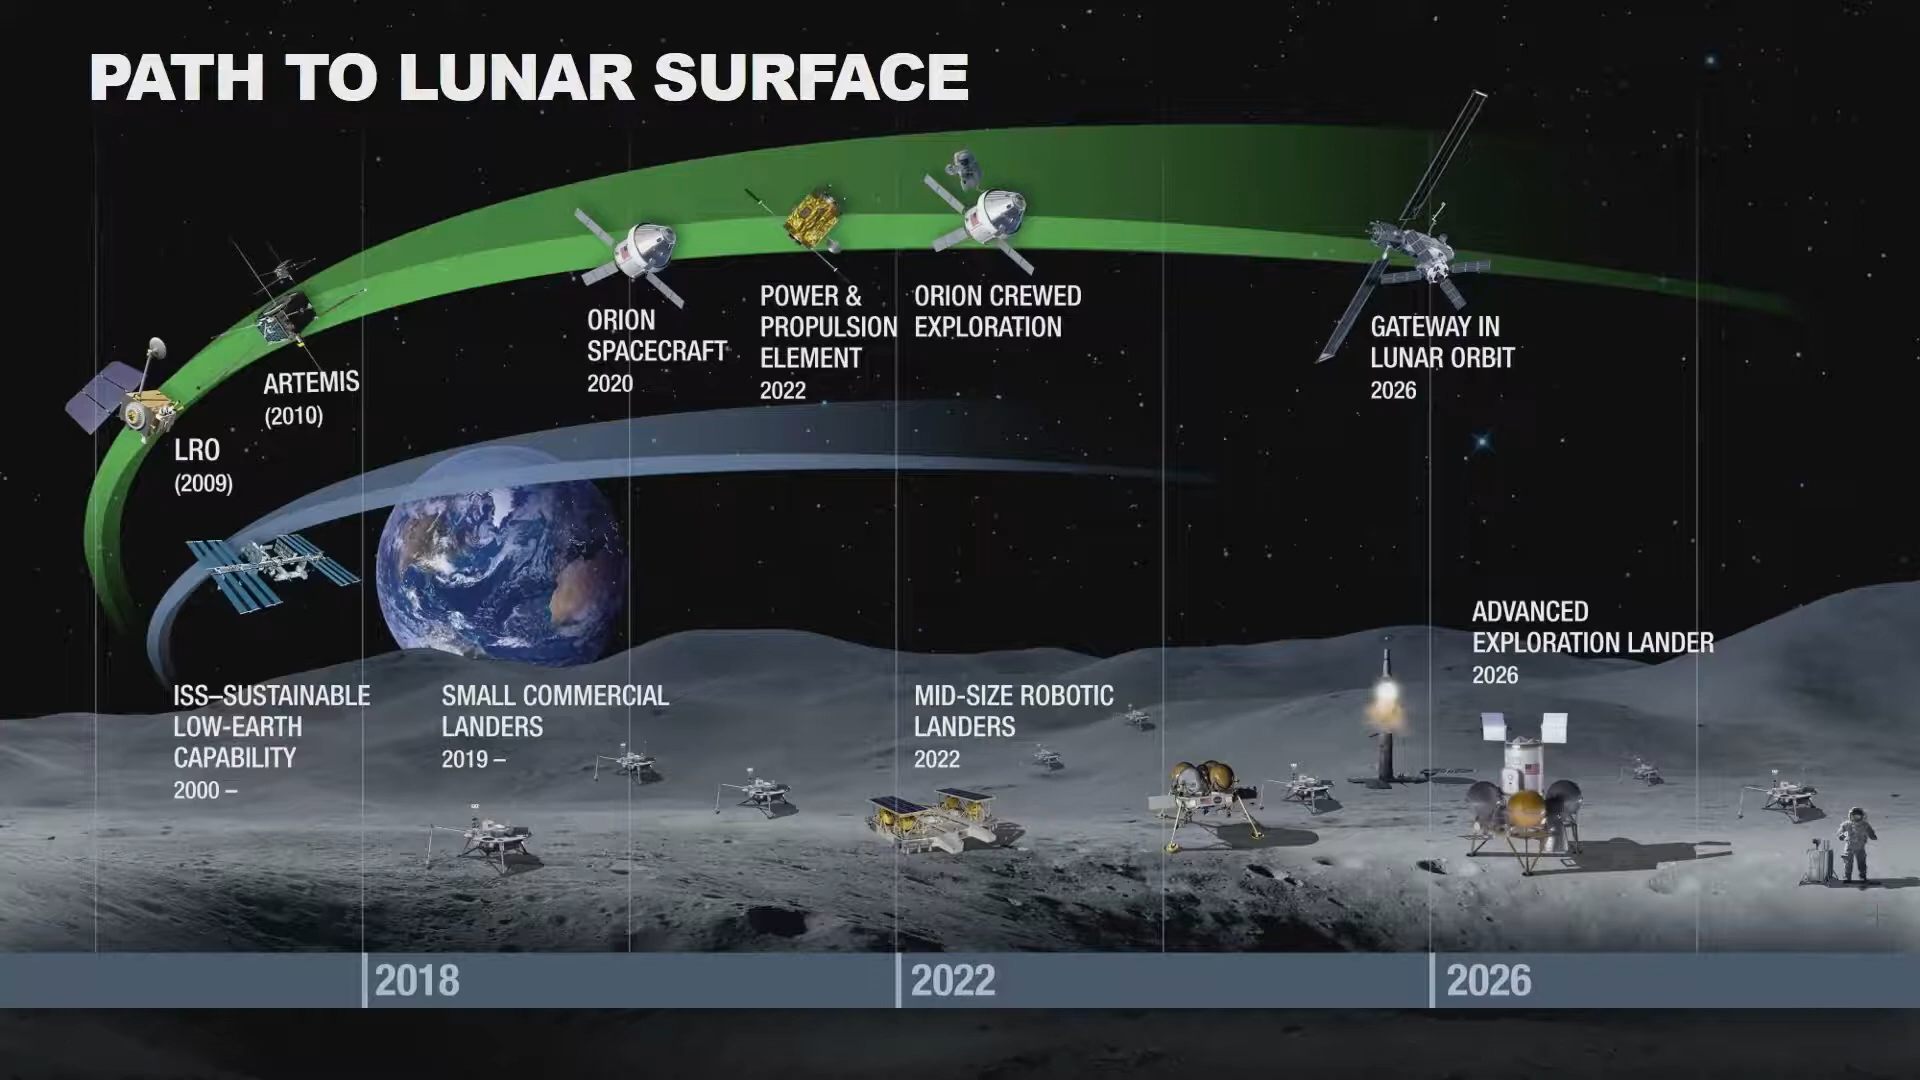 PATH TO LUNAR SURFACE
LRO
(2009)
ARTEMIS
(2010)
ORION
SPACECRAFT
2020
POWER &
PROPULSION
ELEMENT
2022
ORION CREWED
EXPLORATION
GATEWAY IN
LUNAR ORBIT
2026
ISS–SUSTAINABLE
LOW-EARTH
CAPABILITY
2000 –
SMALL COMMERCIAL
LANDERS
2019 –
MID-SIZE ROBOTIC
LANDERS
2022
ADVANCED
EXPLORATION LANDER
2026
2018
2022
2026